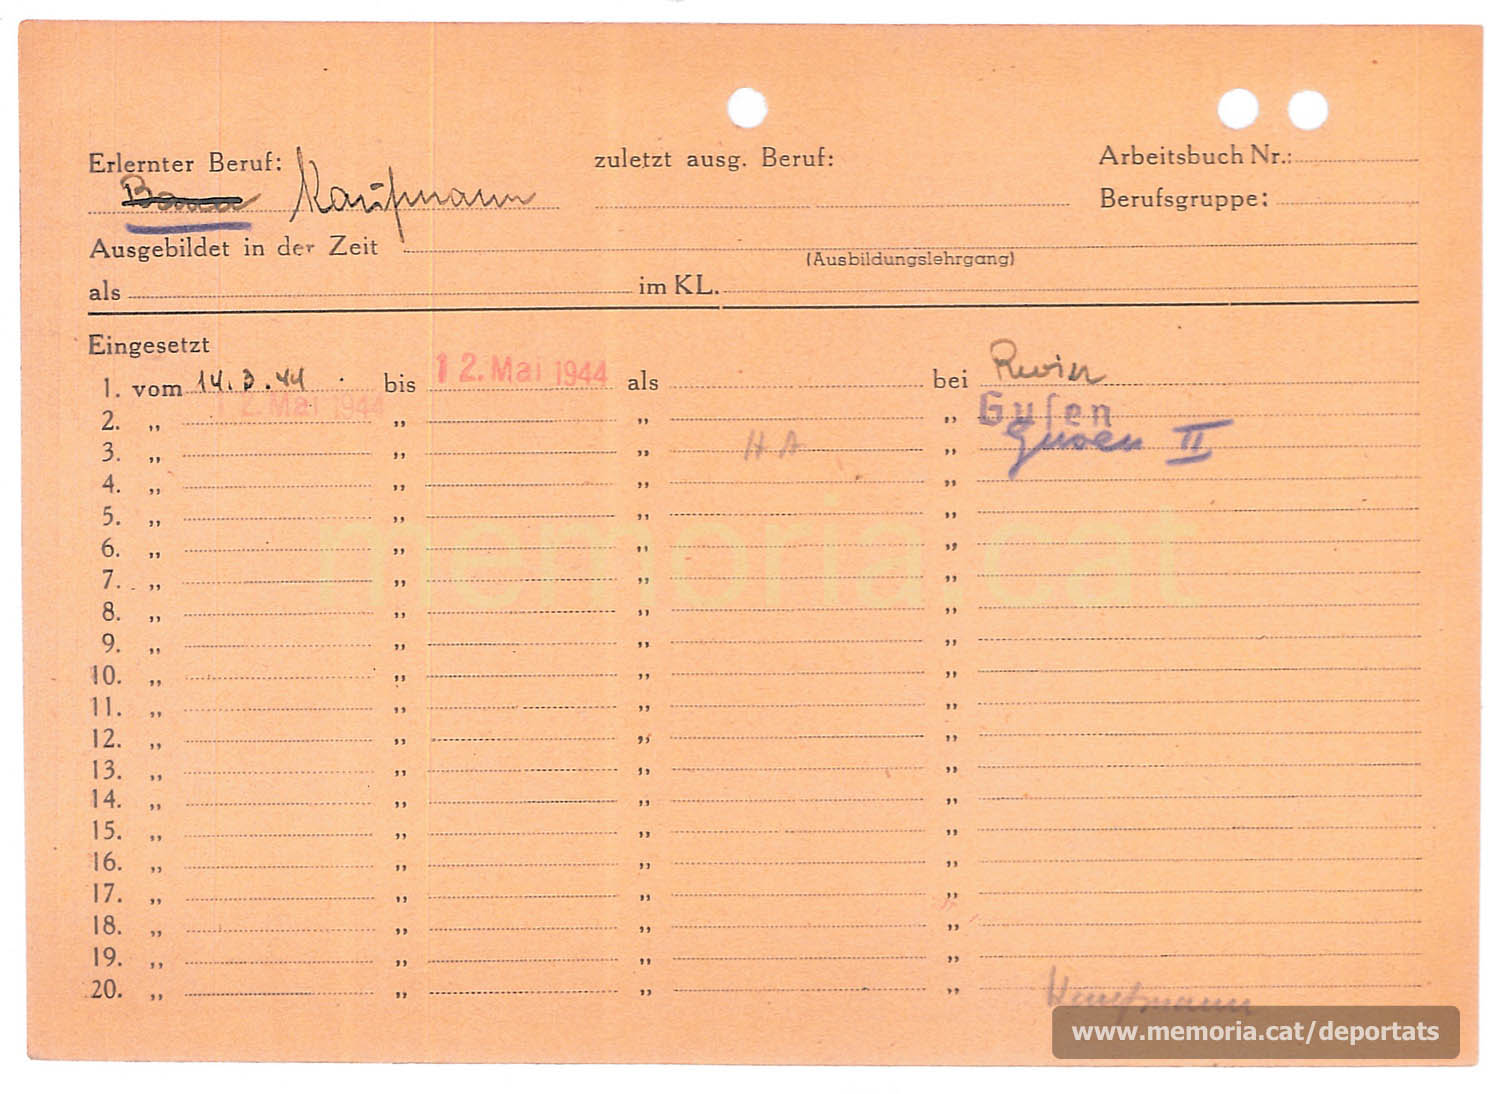 Erlernter Beruf: zuletzt ausg. Beruf: Arbeitsbuch Nr.:
Kaufmann Berufsgruppe:
Ausgebildet in der Zeit
(Ausbildungslehrgang)
als im KL.
Eingesetzt
1. vom 14.3.44 bis 12. Mai 1944 als bei
2. „ 12. Mai 1944 „ „ „ Gusen
3. „ „ „ H A „ Gusen II
4. „ „ „ „
5. „ „ „ „
6. „ „ „ „
7. „ „ „ „
8. „ „ „ „
9. „ „ „ „
10. „ „ „ „
11. „ „ „ „
12. „ „ „ „
13. „ „ „ „
14. „ „ „ „
15. „ „ „ „
16. „ „ „ „
17. „ „ „ „
18. „ „ „ „
19. „ „ „ „
20. „ „ „ „
Kaufmann
memoria.cat
www.memoria.cat/deportats